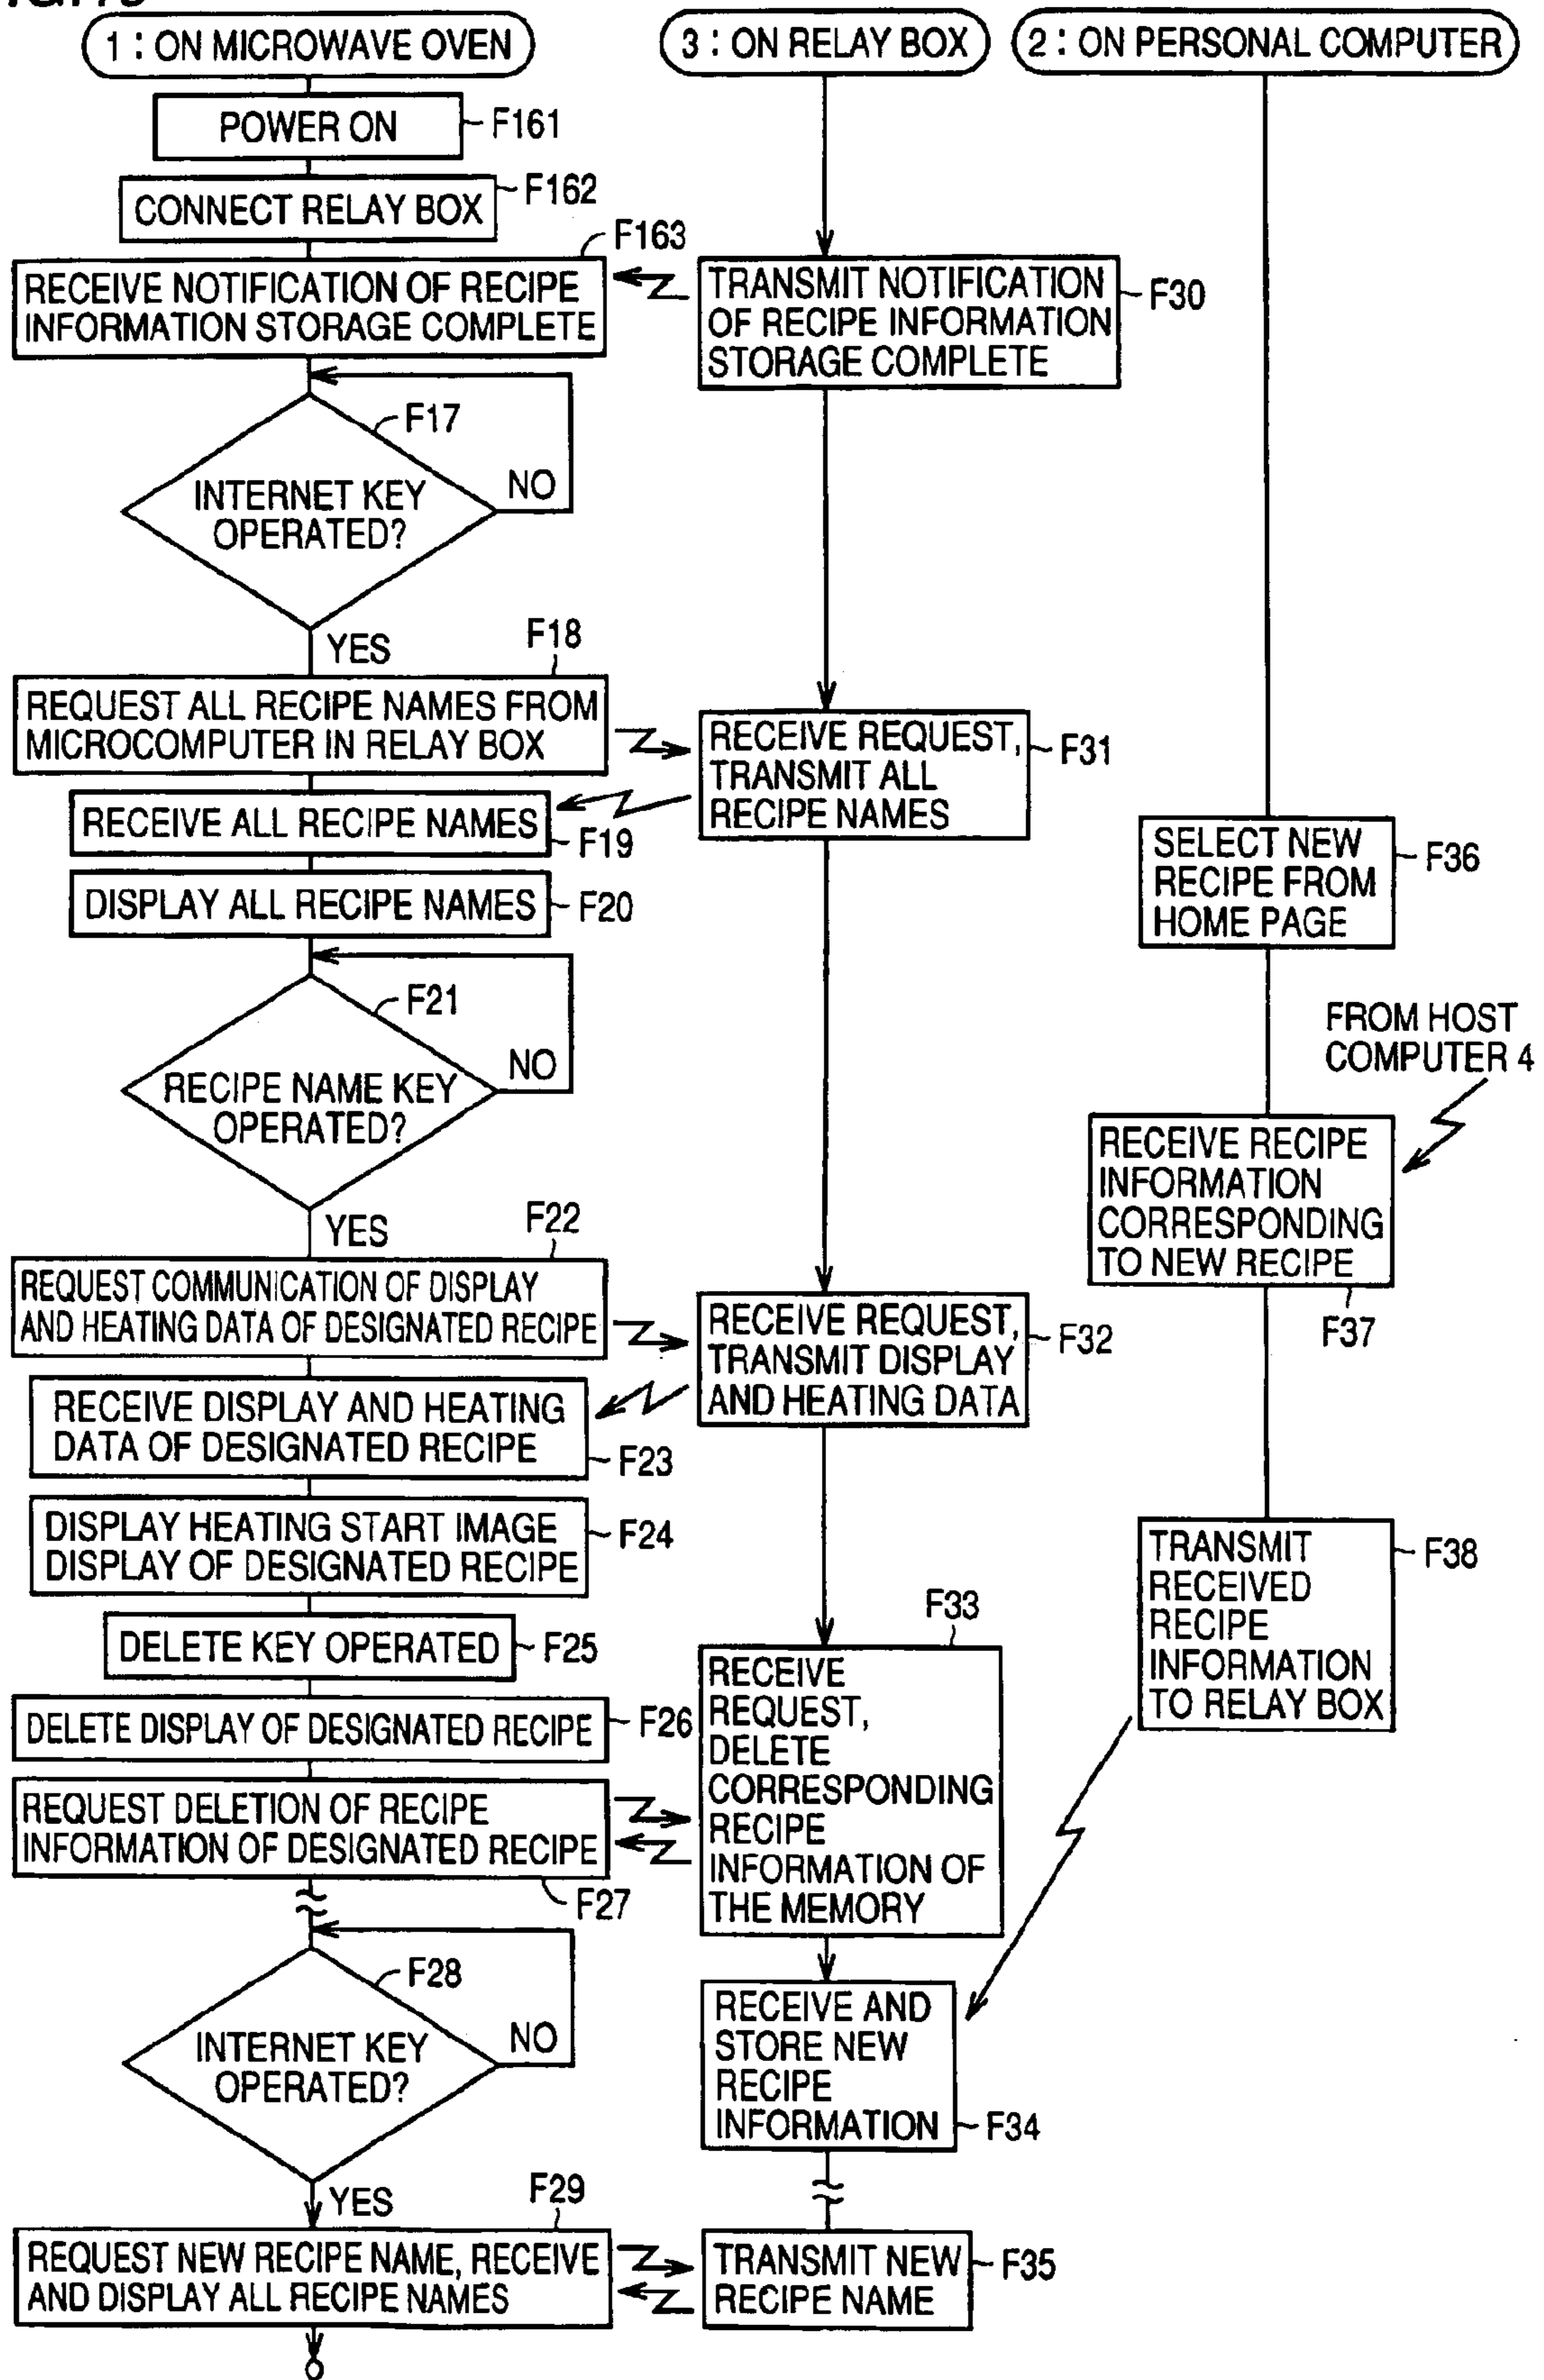 1 : ON MICROWAVE OVEN
POWER ON
F161
CONNECT RELAY BOX
F162
F163
RECEIVE NOTIFICATION OF RECIPE
INFORMATION STORAGE COMPLETE
F17
INTERNET KEY
OPERATED?
NO
YES
F18
REQUEST ALL RECIPE NAMES FROM
MICROCOMPUTER IN RELAY BOX
RECEIVE ALL RECIPE NAMES
F19
DISPLAY ALL RECIPE NAMES
F20
F21
RECIPE NAME KEY
OPERATED?
NO
YES
F22
REQUEST COMMUNICATION OF DISPLAY
AND HEATING DATA OF DESIGNATED RECIPE
RECEIVE DISPLAY AND HEATING
DATA OF DESIGNATED RECIPE
F23
DISPLAY HEATING START IMAGE
DISPLAY OF DESIGNATED RECIPE
F24
DELETE KEY OPERATED
F25
DELETE DISPLAY OF DESIGNATED RECIPE
F26
REQUEST DELETION OF RECIPE
INFORMATION OF DESIGNATED RECIPE
F27
F28
INTERNET KEY
OPERATED?
NO
YES
F29
REQUEST NEW RECIPE NAME, RECEIVE
AND DISPLAY ALL RECIPE NAMES
3 : ON RELAY BOX
TRANSMIT NOTIFICATION
OF RECIPE INFORMATION
STORAGE COMPLETE
F30
RECEIVE REQUEST,
TRANSMIT ALL
RECIPE NAMES
F31
RECEIVE REQUEST,
TRANSMIT DISPLAY
AND HEATING DATA
F32
F33
RECEIVE
REQUEST,
DELETE
CORRESPONDING
RECIPE
INFORMATION OF
THE MEMORY
RECEIVE AND
STORE NEW
RECIPE
INFORMATION
F34
TRANSMIT NEW
RECIPE NAME
F35
2 : ON PERSONAL COMPUTER
SELECT NEW
RECIPE FROM
HOME PAGE
F36
FROM HOST
COMPUTER 4
RECEIVE RECIPE
INFORMATION
CORRESPONDING
TO NEW RECIPE
F37
TRANSMIT
RECEIVED
RECIPE
INFORMATION
TO RELAY BOX
F38